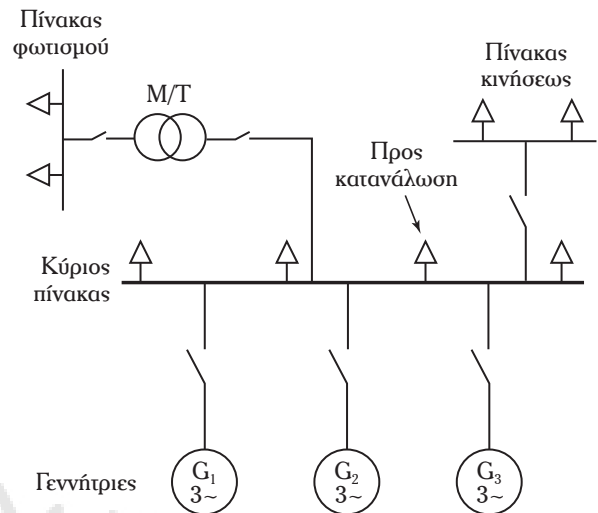 Πίνακας
φωτισμού
Μ/Τ
Πίνακας
κινήσεως
Προς
κατανάλωση
Κύριος
πίνακας
Γεννήτριες
G₁
3~
G₂
3~
G₃
3~